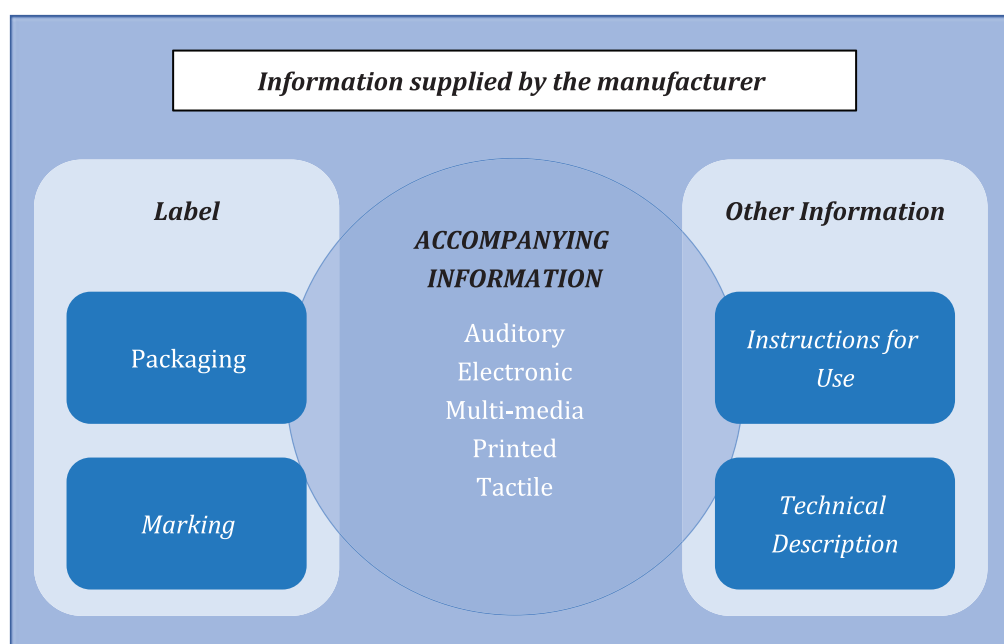 Information supplied by the manufacturer
Label
Packaging
Marking
ACCOMPANYING
INFORMATION
Auditory
Electronic
Multi-media
Printed
Tactile
Other Information
Instructions for
Use
Technical
Description